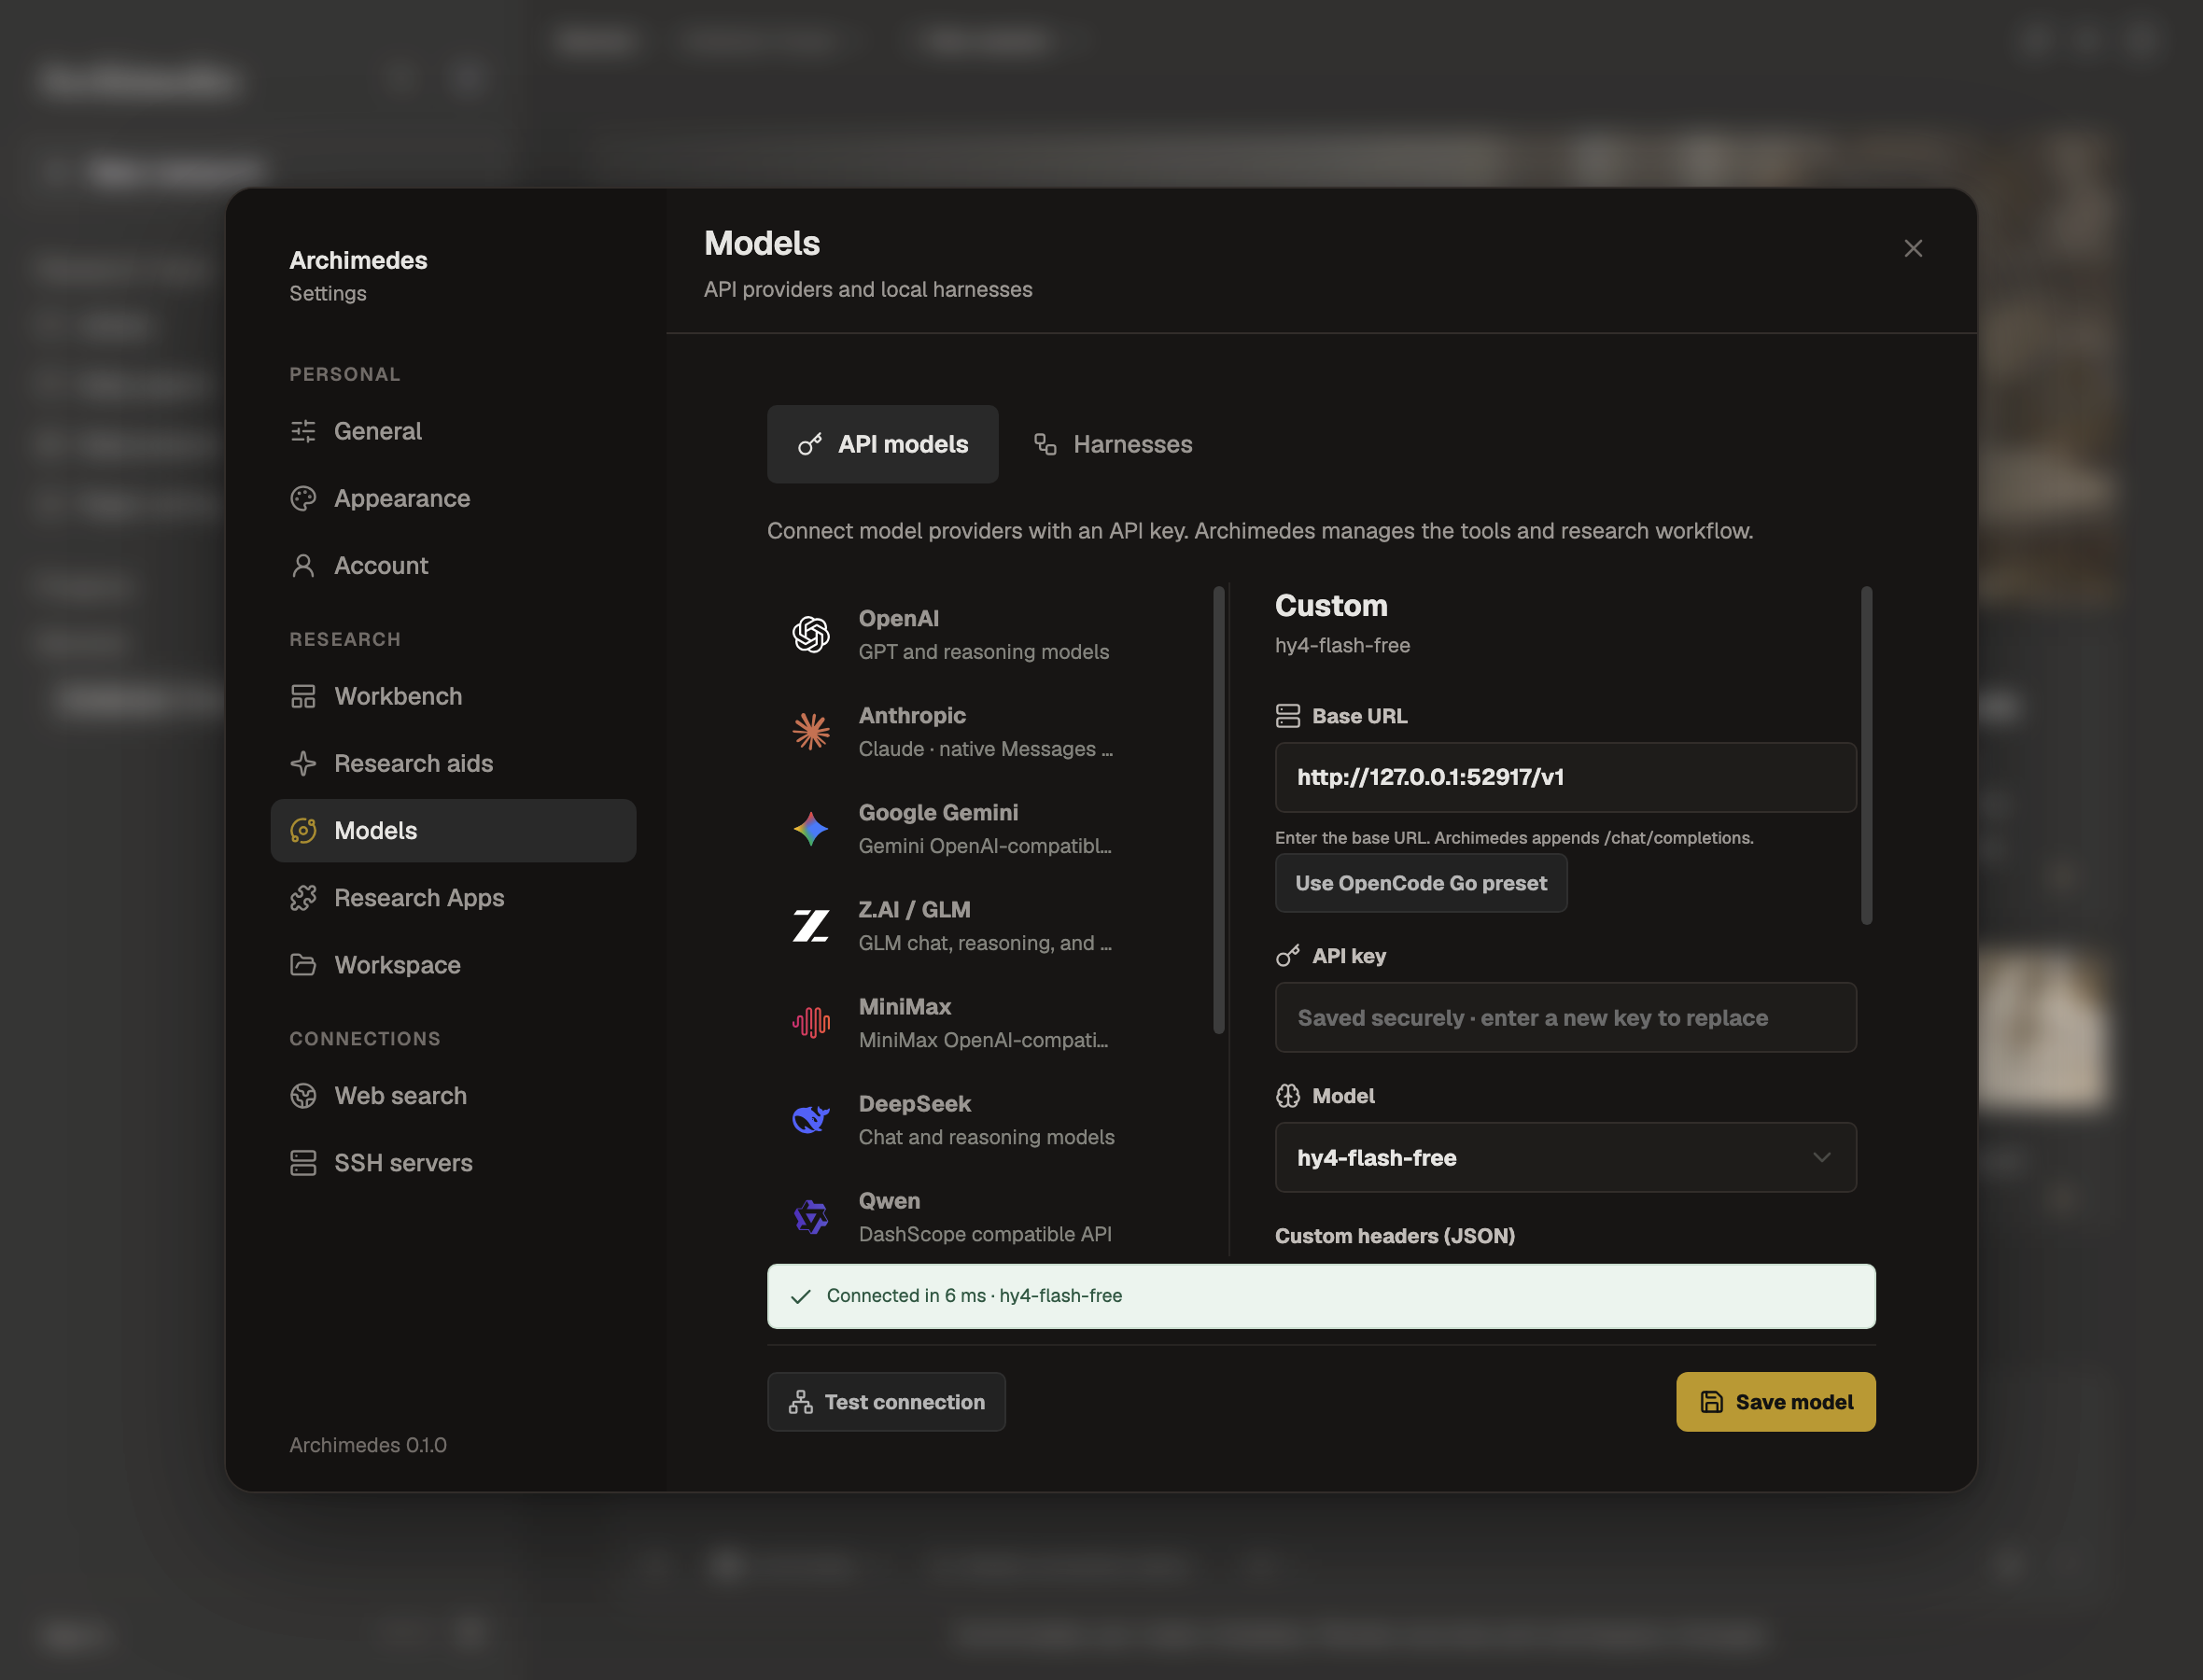 Archimedes
Settings
PERSONAL
General
Appearance
Account
RESEARCH
Workbench
Research aids
Models
Research Apps
Workspace
CONNECTIONS
Web search
SSH servers
Archimedes 0.1.0
Models
API providers and local harnesses
API models
Harnesses
Connect model providers with an API key. Archimedes manages the tools and research workflow.
OpenAI
GPT and reasoning models
Anthropic
Claude · native Messages ...
Google Gemini
Gemini OpenAI-compatibl...
Z.AI / GLM
GLM chat, reasoning, and ...
MiniMax
MiniMax OpenAI-compati...
DeepSeek
Chat and reasoning models
Qwen
DashScope compatible API
Custom
hy4-flash-free
Base URL
http://127.0.0.1:52917/v1
Enter the base URL. Archimedes appends /chat/completions.
Use OpenCode Go preset
API key
Saved securely · enter a new key to replace
Model
hy4-flash-free
Custom headers (JSON)
Connected in 6 ms · hy4-flash-free
Test connection
Save model